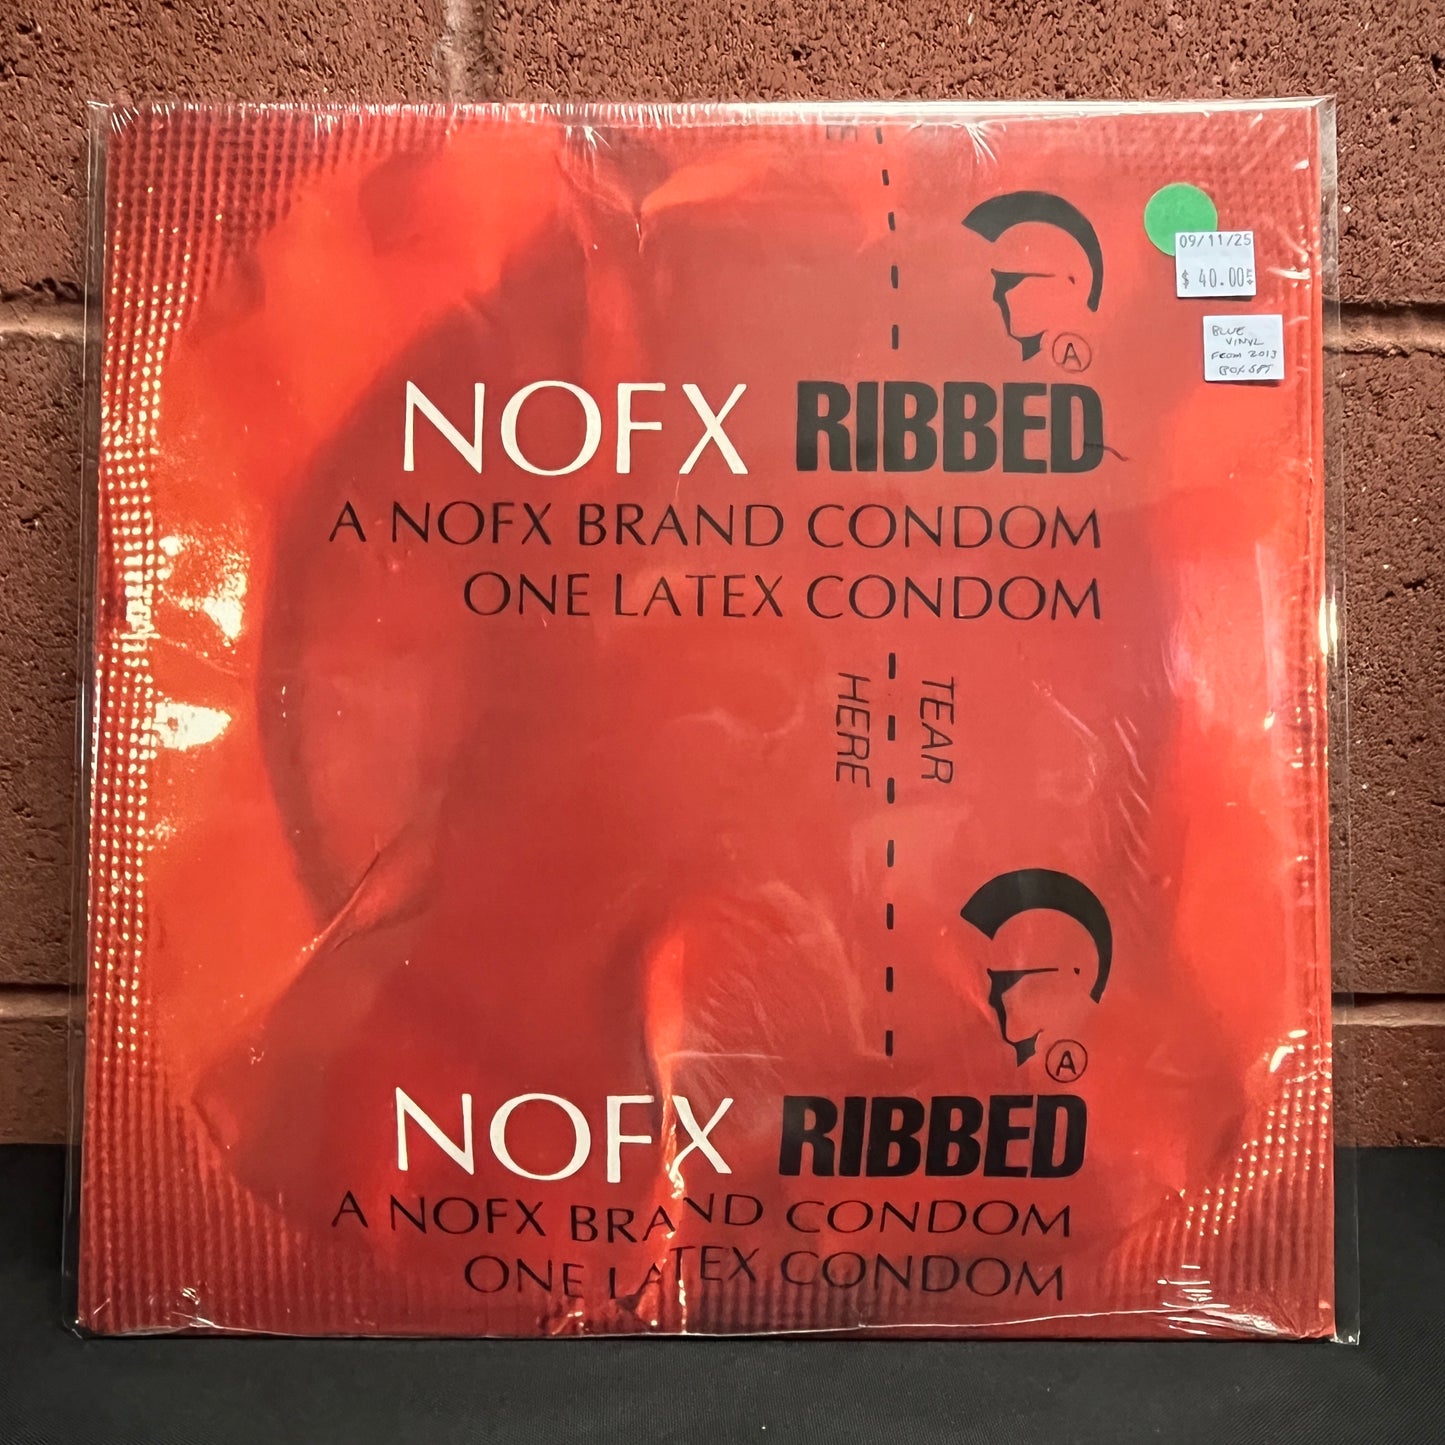 09/11/25
$ 40.00
BLUE
VINYL
FROM 2013
BOX SET
A
NOFX RIBBED
A NOFX BRAND CONDOM
ONE LATEX CONDOM
TEAR
HERE
A
NOFX RIBBED
A NOFX BRAND CONDOM
ONE LATEX CONDOM